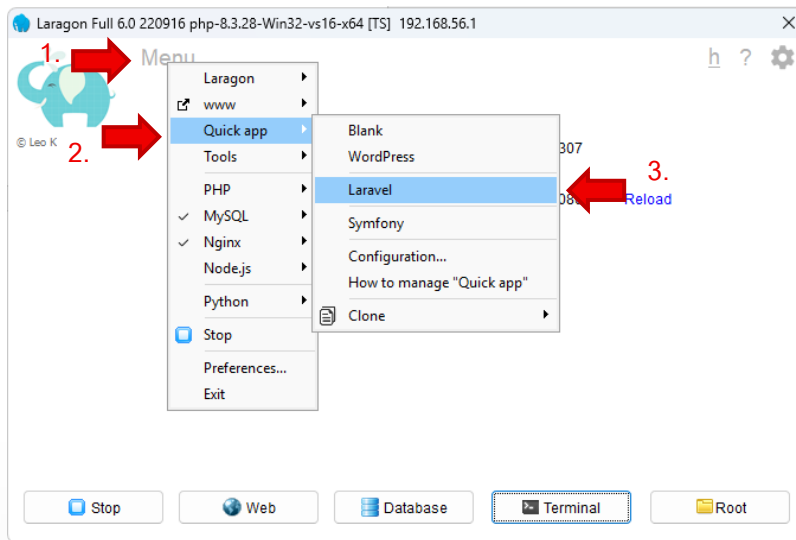 Laragon Full 6.0 220916 php-8.3.28-Win32-vs16-x64 [TS] 192.168.56.1
1.
Menu
h ?
© Leo K
2.
Laragon
www
Quick app
Tools
PHP
MySQL
Nginx
Node.js
Python
Stop
Preferences...
Exit
Blank
WordPress
Laravel
Symfony
Configuration...
How to manage "Quick app"
Clone
307
3.
Reload
Stop
Web
Database
Terminal
Root